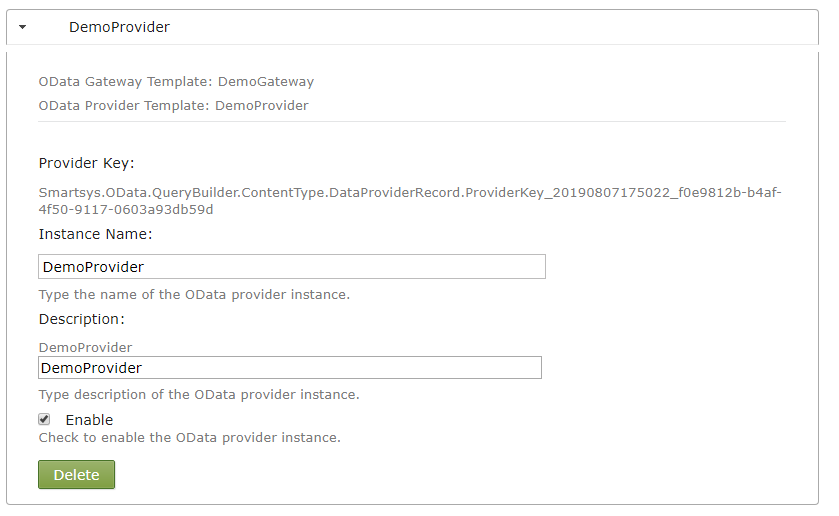 DemoProvider
OData Gateway Template: DemoGateway
OData Provider Template: DemoProvider
Provider Key:
Smartsys.OData.QueryBuilder.ContentType.DataProviderRecord.ProviderKey_20190807175022_f0e9812b-b4af-
4f50-9117-0603a93db59d
Instance Name:
DemoProvider
Type the name of the OData provider instance.
Description:
DemoProvider
DemoProvider
Type description of the OData provider instance.
Enable
Check to enable the OData provider instance.
Delete